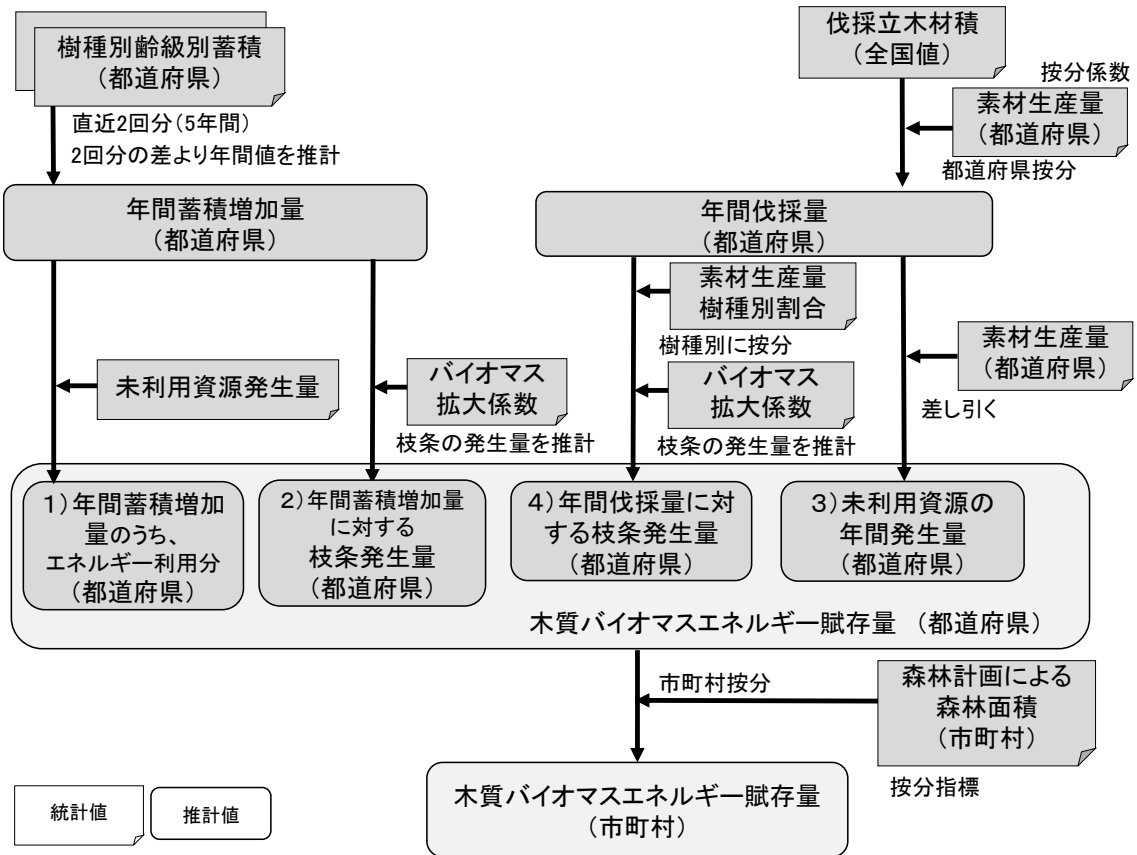 樹種別齢級別蓄積
(都道府県)
直近2回分(5年間)
2回分の差より年間値を推計
伐採立木材積
(全国値)
按分係数
素材生産量
(都道府県)
都道府県按分
年間蓄積増加量
(都道府県)
年間伐採量
(都道府県)
素材生産量
樹種別割合
樹種別に按分
未利用資源発生量
バイオマス
拡大係数
枝条の発生量を推計
バイオマス
拡大係数
枝条の発生量を推計
素材生産量
(都道府県)
差し引く
1)年間蓄積増加
量のうち、
エネルギー利用分
(都道府県)
2)年間蓄積増加量
に対する
枝条発生量
(都道府県)
4)年間伐採量に対
する枝条発生量
(都道府県)
3)未利用資源の
年間発生量
(都道府県)
木質バイオマスエネルギー賦存量 (都道府県)
市町村按分
森林計画による
森林面積
(市町村)
按分指標
木質バイオマスエネルギー賦存量
(市町村)
統計値
推計値